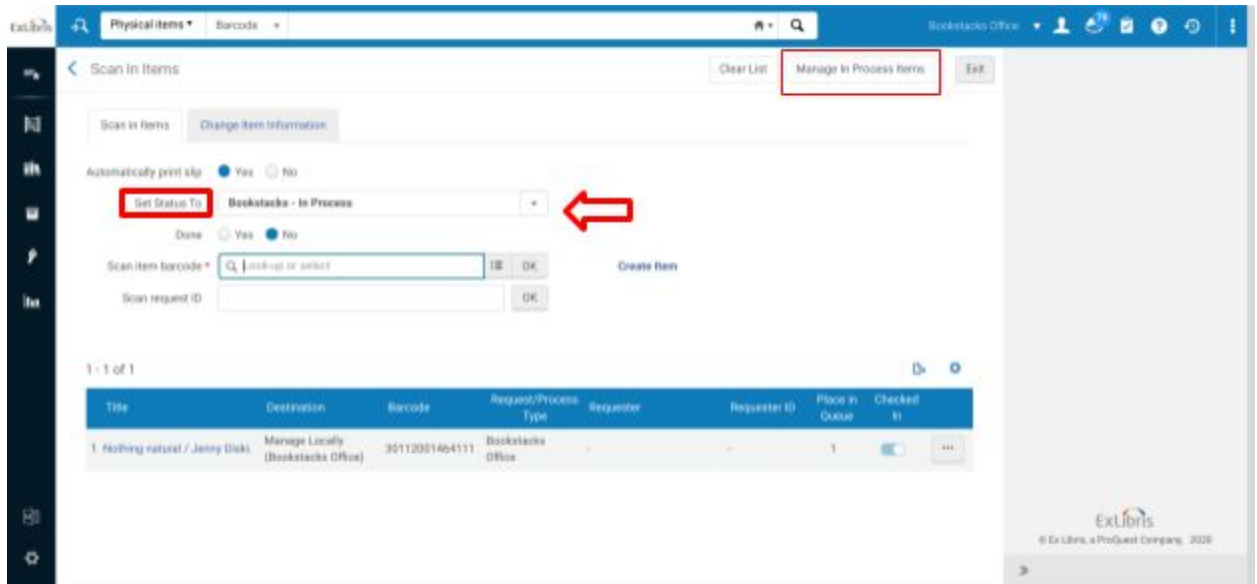 ExLibris Physical items Barcode Bookstacks Office
Scan In Items Clear List Manage In Process Items Exit
Scan in Items Change Item Information
Automatically print slip Yes No
Set Status To Bookstacks - In Process
Done Yes No
Scan item barcode * Look-up or select OK Create Item
Scan request ID OK
1 - 1 of 1
Title Destination Barcode Request/Process Type Requester Requester ID Place in Queue Checked In
1 Nothing natural / Jenny Diski. Manage Locally (Bookstacks Office) 30112001464111 Bookstacks Office - - 1 ...
ExLibris
© Ex Libris, a ProQuest Company, 2020